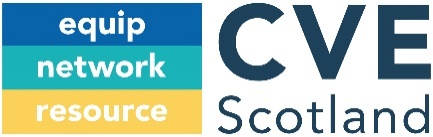 equip
network
resource
CVE
Scotland